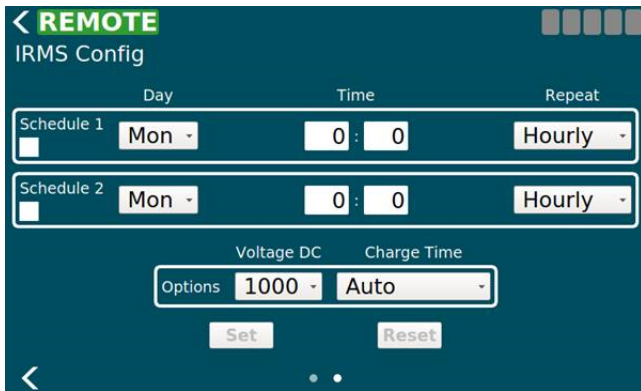 REMOTE
IRMS Config
Day Time Repeat
Schedule 1
Mon 0 : 0 Hourly
Schedule 2
Mon 0 : 0 Hourly
Voltage DC Charge Time
Options 1000 Auto
Set Reset